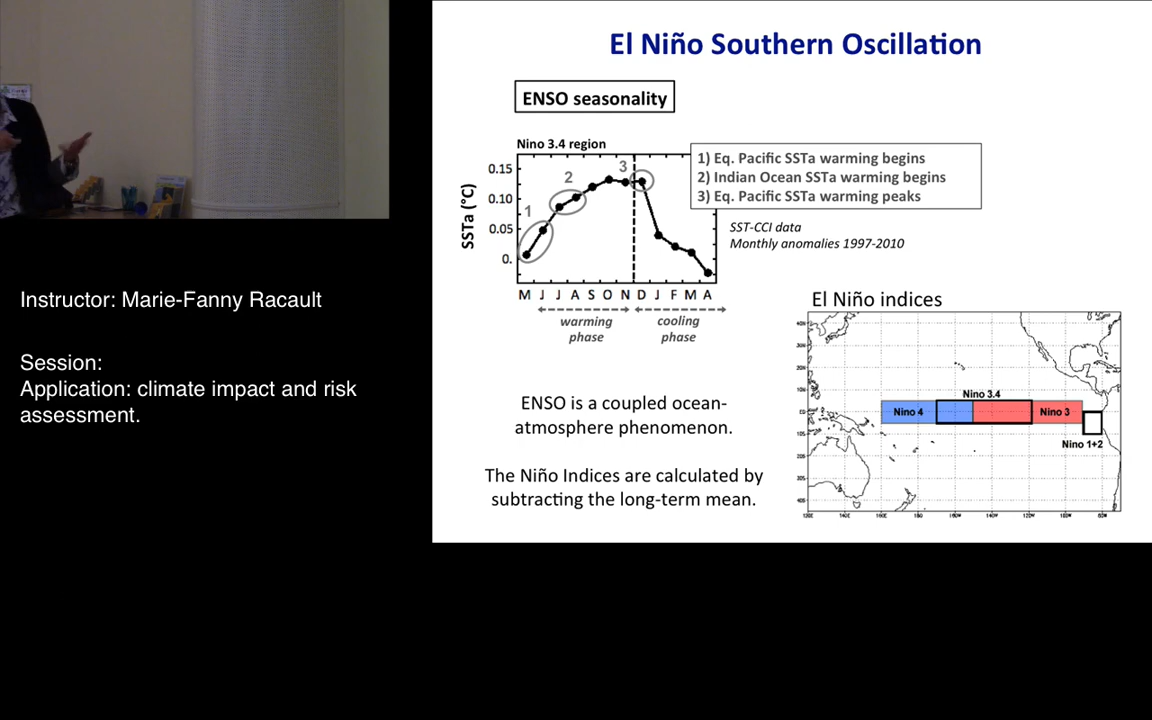 El Niño Southern Oscillation
ENSO seasonality
Nino 3.4 region
1) Eq. Pacific SSTa warming begins
2) Indian Ocean SSTa warming begins
3) Eq. Pacific SSTa warming peaks
SSTa (°C)
0.15
0.10
0.05
0.
1
2
3
SST-CCI data
Monthly anomalies 1997-2010
M J J A S O N D J F M A
warming
phase
cooling
phase
Instructor: Marie-Fanny Racault
Session:
Application: climate impact and risk
assessment.
ENSO is a coupled ocean-
atmosphere phenomenon.
The Niño Indices are calculated by
subtracting the long-term mean.
El Niño indices
Nino 3.4
Nino 4
Nino 3
Nino 1+2